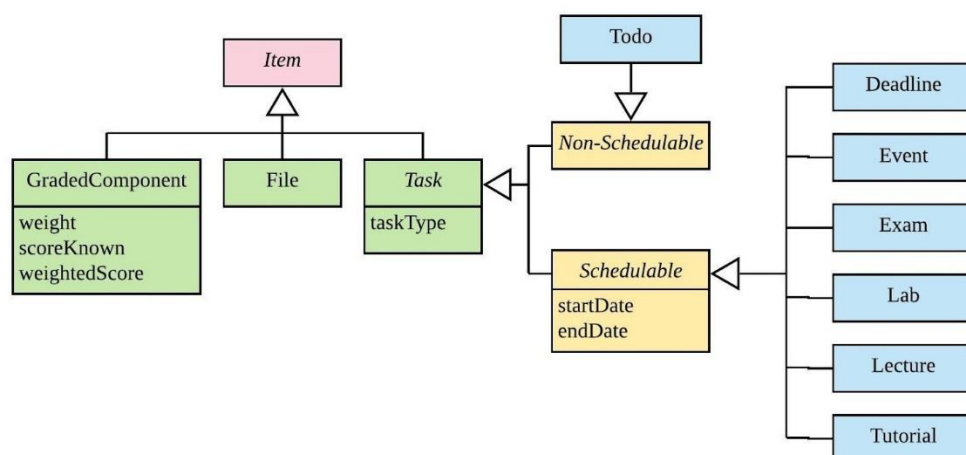 Item
Todo
Deadline
Event
Non-Schedulable
GradedComponent
weight
scoreKnown
weightedScore
File
Task
taskType
Exam
Schedulable
startDate
endDate
Lab
Lecture
Tutorial